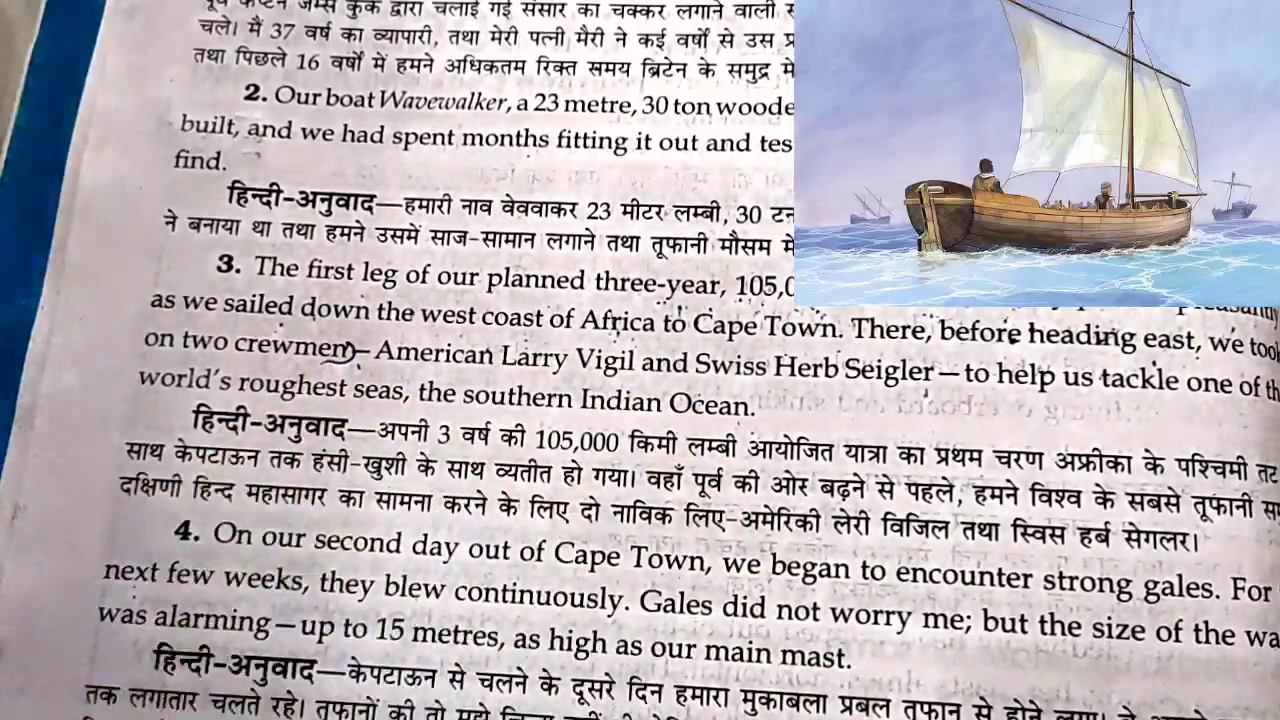 पूर्व कैप्टन जेम्स कुक द्वारा चलाई गई संसार का चक्कर लगाने वाली
चले। मैं 37 वर्ष का व्यापारी, तथा मेरी पत्नी मैरी ने कई वर्षों से उस
तथा पिछले 16 वर्षों में हमने अधिकतम रिक्त समय ब्रिटेन के समुद्र में
2. Our boat Wavewalker, a 23 metre, 30 ton woode
built, and we had spent months fitting it out and tes
find.
हिन्दी-अनुवाद—हमारी नाव वेववाकर 23 मीटर लम्बी, 30 टन
ने बनाया था तथा हमने उसमें साज-सामान लगाने तथा तूफानी मौसम में
3. The first leg of our planned three-year, 105,0
as we sailed down the west coast of Africa to Cape Town. There, before heading east, we took
on two crewmen)— American Larry Vigil and Swiss Herb Seigler—to help us tackle one of th
world's roughest seas, the southern Indian Ocean.
हिन्दी-अनुवाद—अपनी 3 वर्ष की 105,000 किमी लम्बी आयोजित यात्रा का प्रथम चरण अफ्रीका के पश्चिमी तट
साथ केपटाऊन तक हंसी-खुशी के साथ व्यतीत हो गया। वहाँ पूर्व की ओर बढ़ने से पहले, हमने विश्व के सबसे तूफानी
दक्षिणी हिन्द महासागर का सामना करने के लिए दो नाविक लिए-अमेरिकी लेरी विजिल तथा स्विस हर्ब सेगलर।
4. On our second day out of Cape Town, we began to encounter strong gales. For
next few weeks, they blew continuously. Gales did not worry me; but the size of the wa
was alarming—up to 15 metres, as high as our main mast.
हिन्दी-अनुवाद—केपटाऊन से चलने के दूसरे दिन हमारा मुकाबला प्रबल तूफान से होने
तक लगातार चलते रहे। तूफानों की तो मुझे